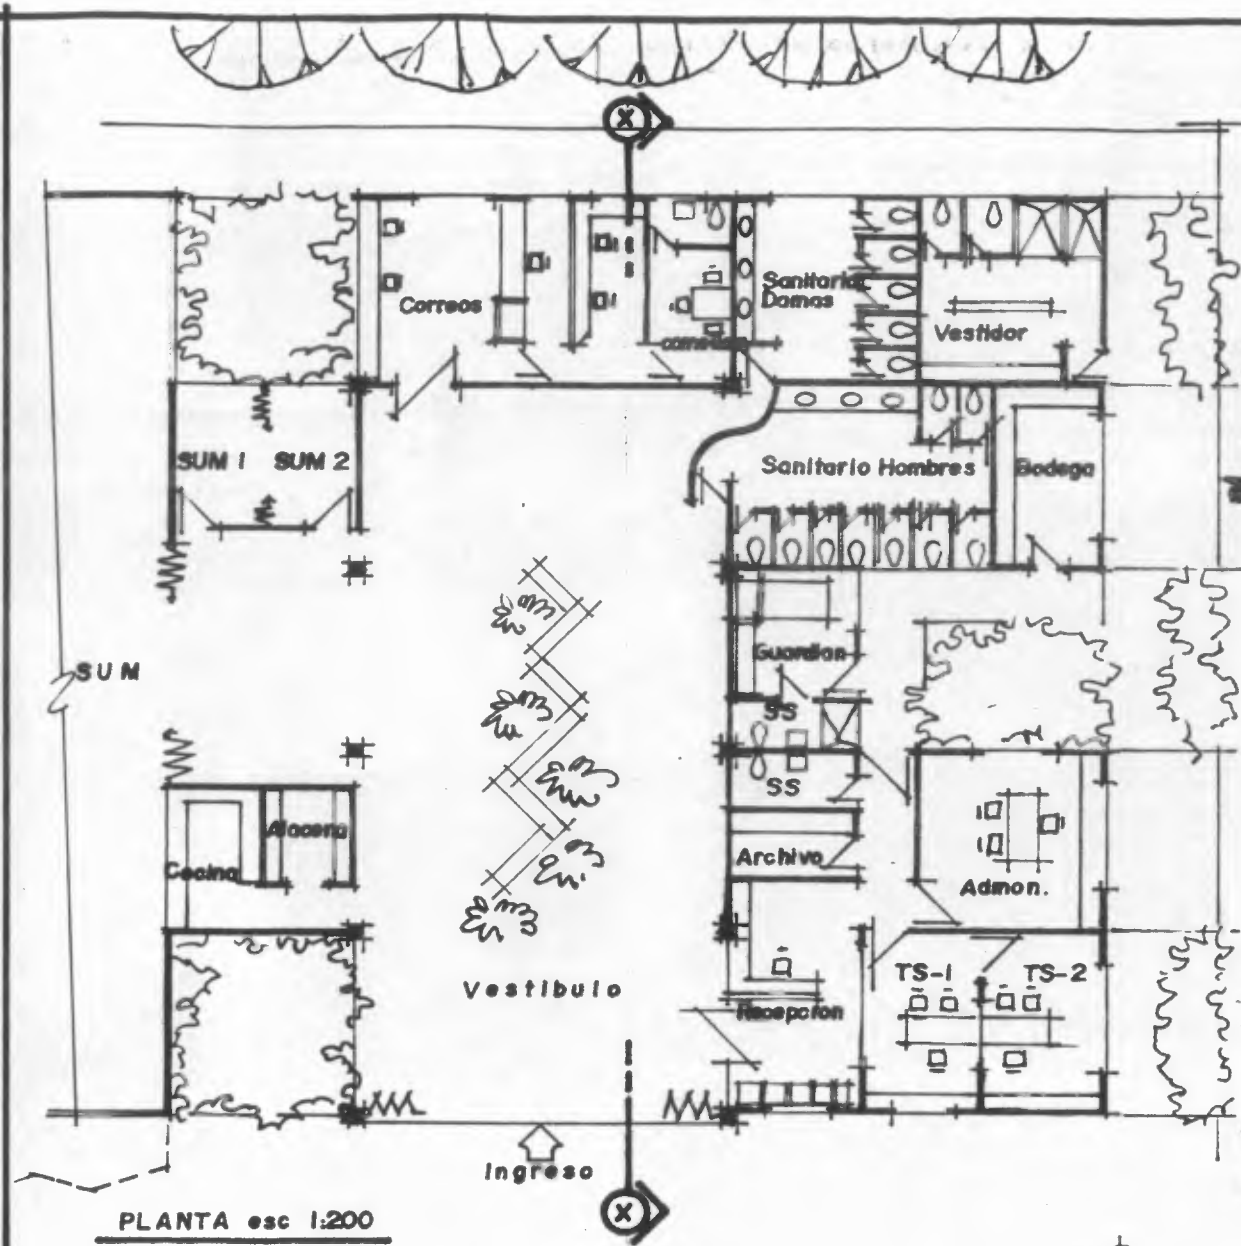 X
Correos
Sanitario
Damas
Vestidor
correos
SUM 1 SUM 2
Sanitario Hombres
Bodega
SUM
Guardian
SS
SS
Alacena
Cocina
Archivo
Admon.
Vestibulo
TS-1 TS-2
Recepcion
Ingreso
X
PLANTA esc 1:200